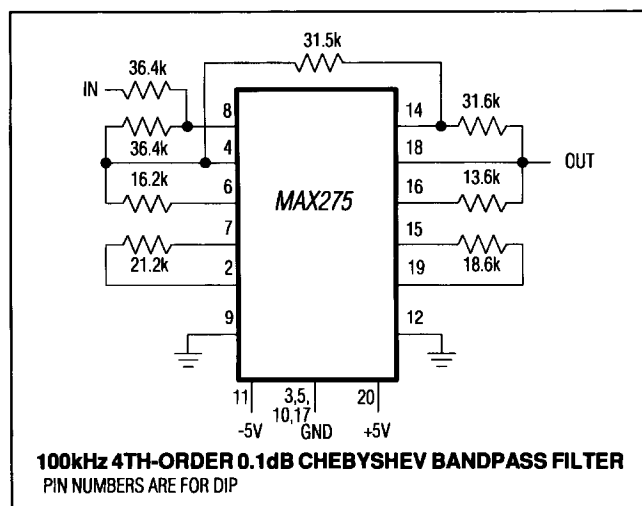 31.5k
36.4k
IN
8
14
31.6k
36.4k
4
18
OUT
16.2k
6
MAX275
16
13.6k
7
15
21.2k
2
19
18.6k
9
12
11
3,5,
10,17
20
-5V
GND
+5V
100kHz 4TH-ORDER 0.1dB CHEBYSHEV BANDPASS FILTER
PIN NUMBERS ARE FOR DIP